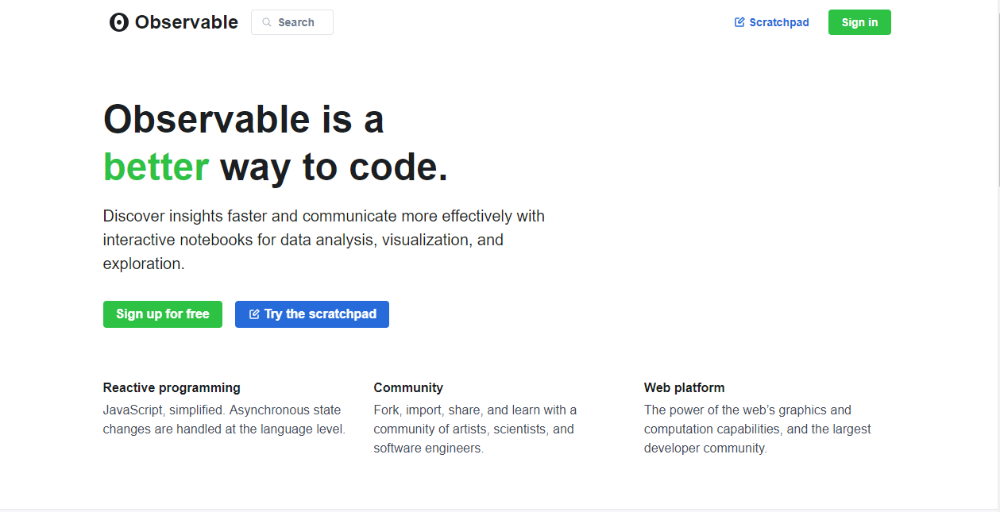 Observable
Search
Scratchpad
Sign in
Observable is a
better way to code.
Discover insights faster and communicate more effectively with
interactive notebooks for data analysis, visualization, and
exploration.
Sign up for free
Try the scratchpad
Reactive programming
JavaScript, simplified. Asynchronous state
changes are handled at the language level.
Community
Fork, import, share, and learn with a
community of artists, scientists, and
software engineers.
Web platform
The power of the web’s graphics and
computation capabilities, and the largest
developer community.